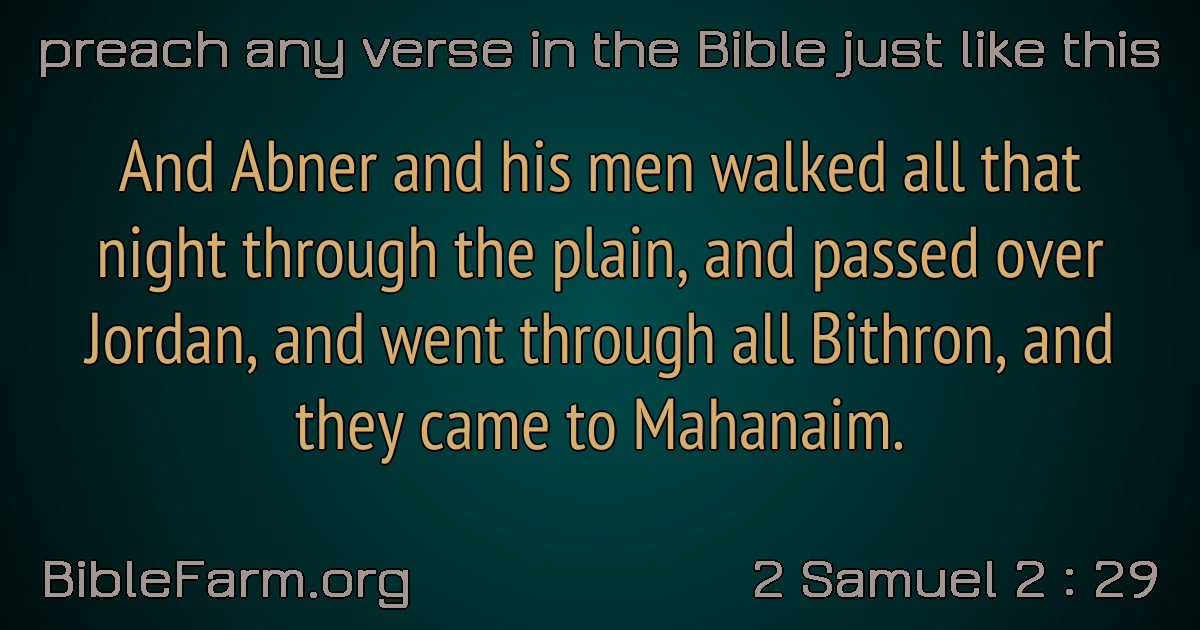 preach any verse in the Bible just like this
And Abner and his men walked all that
night through the plain, and passed over
Jordan, and went through all Bithron, and
they came to Mahanaim.
BibleFarm.org
2 Samuel 2 : 29